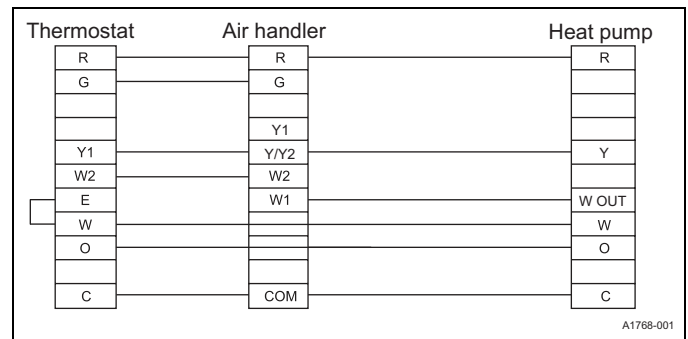 Thermostat Air handler Heat pump
R R R
G G
Y1
Y1 Y/Y2 Y
W2 W2
E W1 W OUT
W W
O O
C COM C
A1768-001